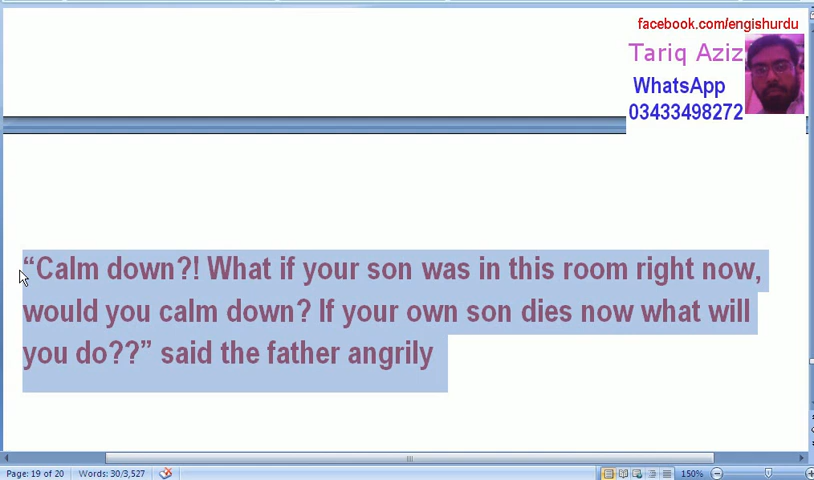 facebook.com/engishurdu
Tariq Aziz
WhatsApp
03433498272
“Calm down?! What if your son was in this room right now,
would you calm down? If your own son dies now what will
you do??” said the father angrily
Page: 19 of 20 Words: 30/3,527 150%